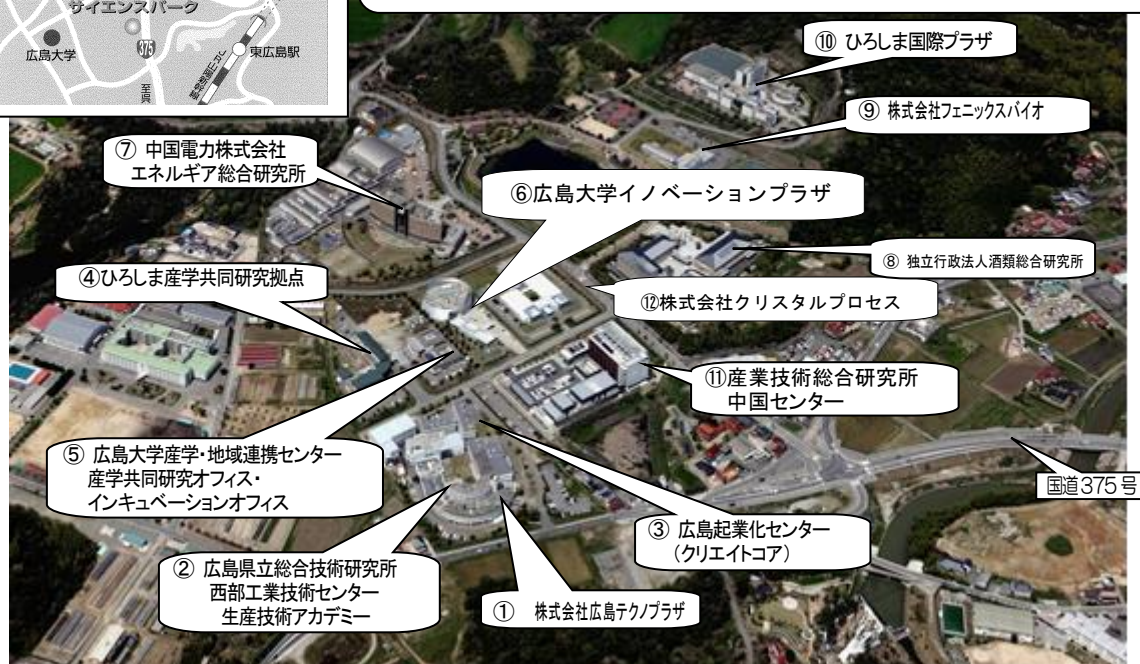 サイエンスパーク
広島大学
375
東広島駅
JR山陽新幹線
至呉
⑩ ひろしま国際プラザ
⑨ 株式会社フェニックスバイオ
⑦ 中国電力株式会社
エネルギア総合研究所
⑥広島大学イノベーションプラザ
⑧ 独立行政法人酒類総合研究所
④ひろしま産学共同研究拠点
⑫株式会社クリスタルプロセス
⑪産業技術総合研究所
中国センター
⑤ 広島大学産学・地域連携センター
産学共同研究オフィス・
インキュベーションオフィス
国道375号
③ 広島起業化センター
(クリエイトコア)
② 広島県立総合技術研究所
西部工業技術センター
生産技術アカデミー
① 株式会社広島テクノプラザ